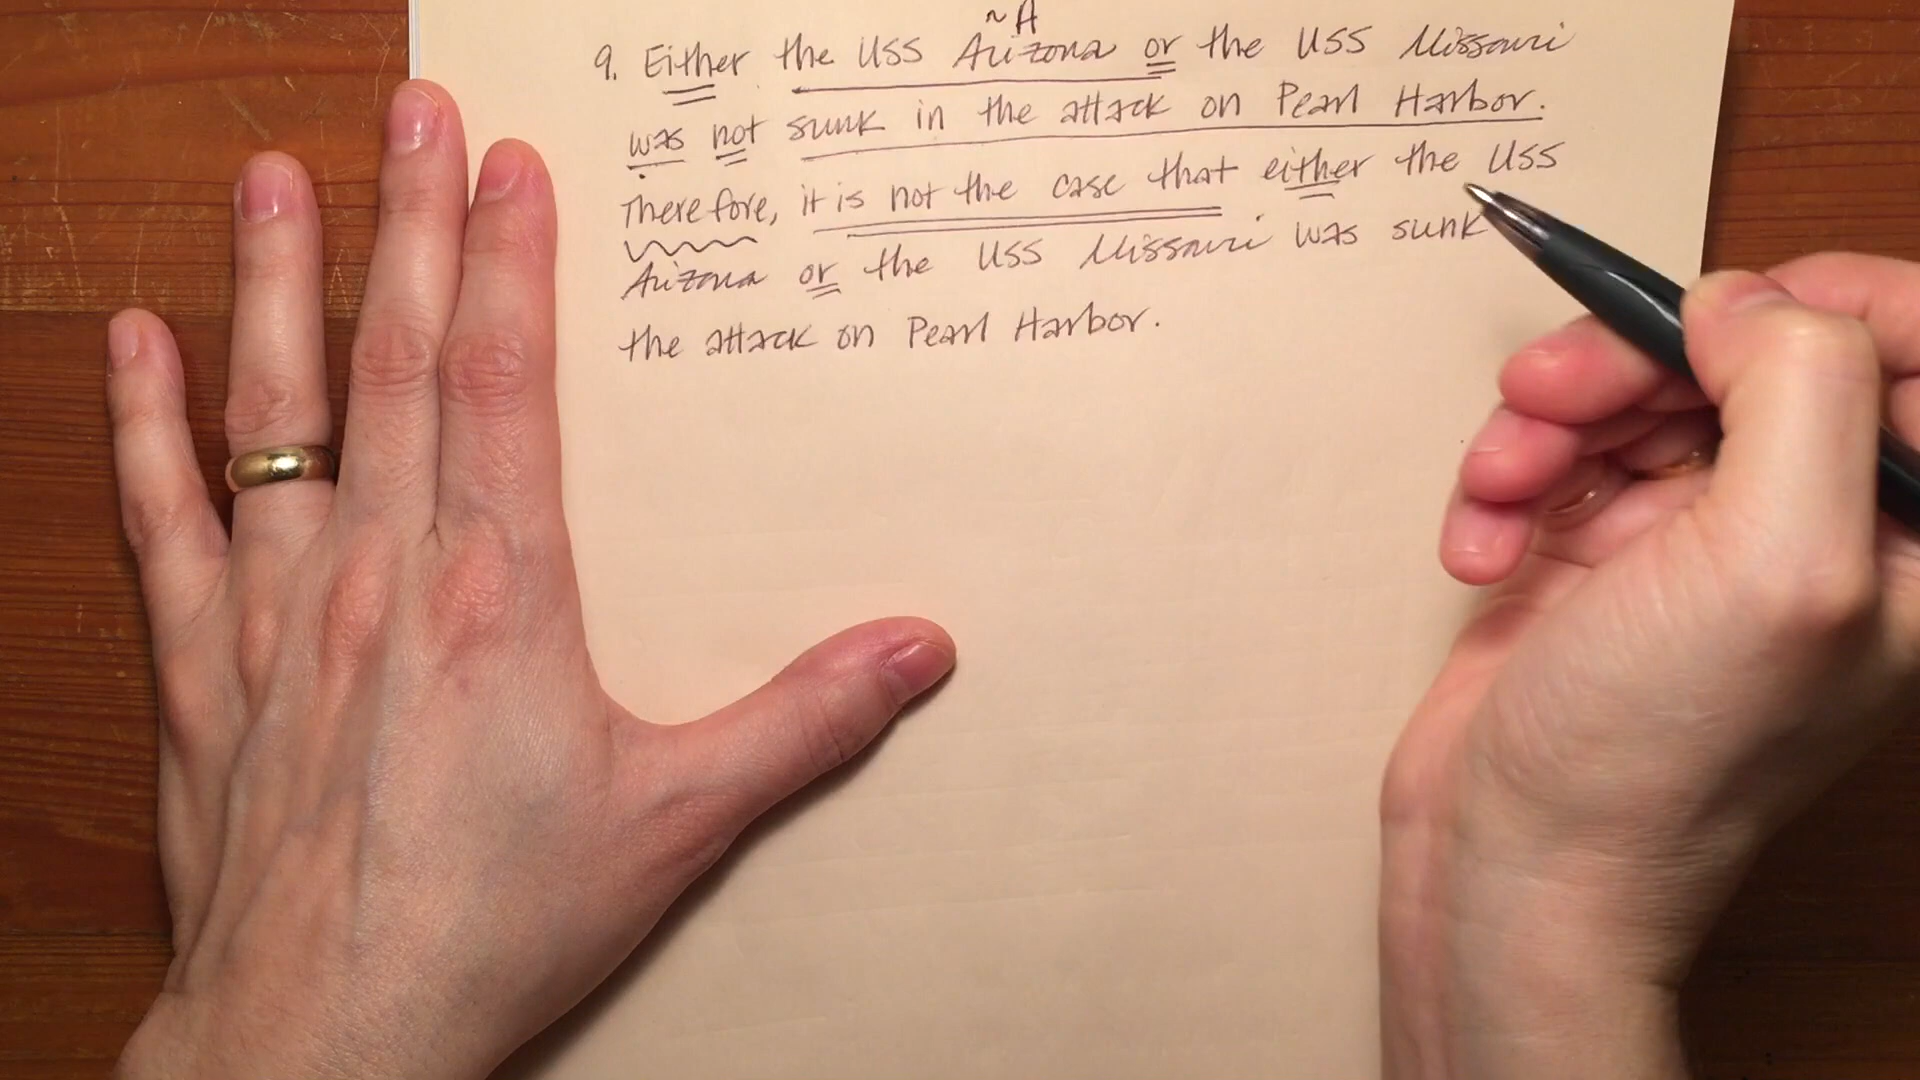 ~A
9. Either the USS Arizona or the USS Missouri
was not sunk in the attack on Pearl Harbor.
Therefore, it is not the case that either the USS
Arizona or the USS Missouri was sunk
the attack on Pearl Harbor.